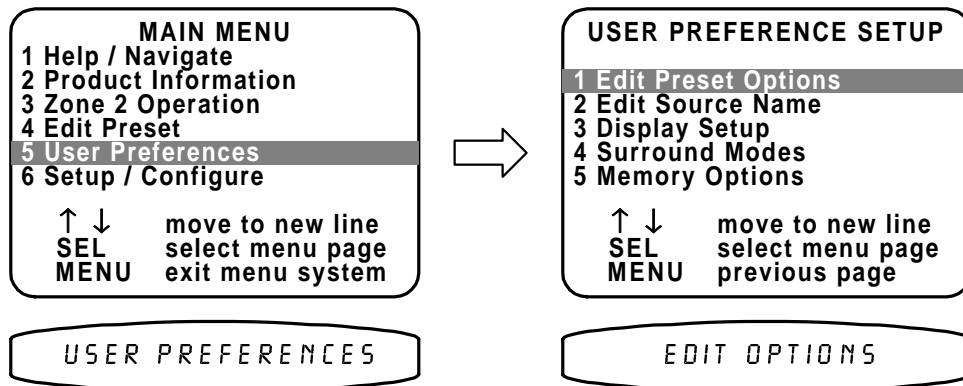 MAIN MENU
1 Help / Navigate
2 Product Information
3 Zone 2 Operation
4 Edit Preset
5 User Preferences
6 Setup / Configure
↑ ↓ move to new line
SEL select menu page
MENU exit menu system
USER PREFERENCES
USER PREFERENCE SETUP
1 Edit Preset Options
2 Edit Source Name
3 Display Setup
4 Surround Modes
5 Memory Options
↑ ↓ move to new line
SEL select menu page
MENU previous page
EDIT OPTIONS